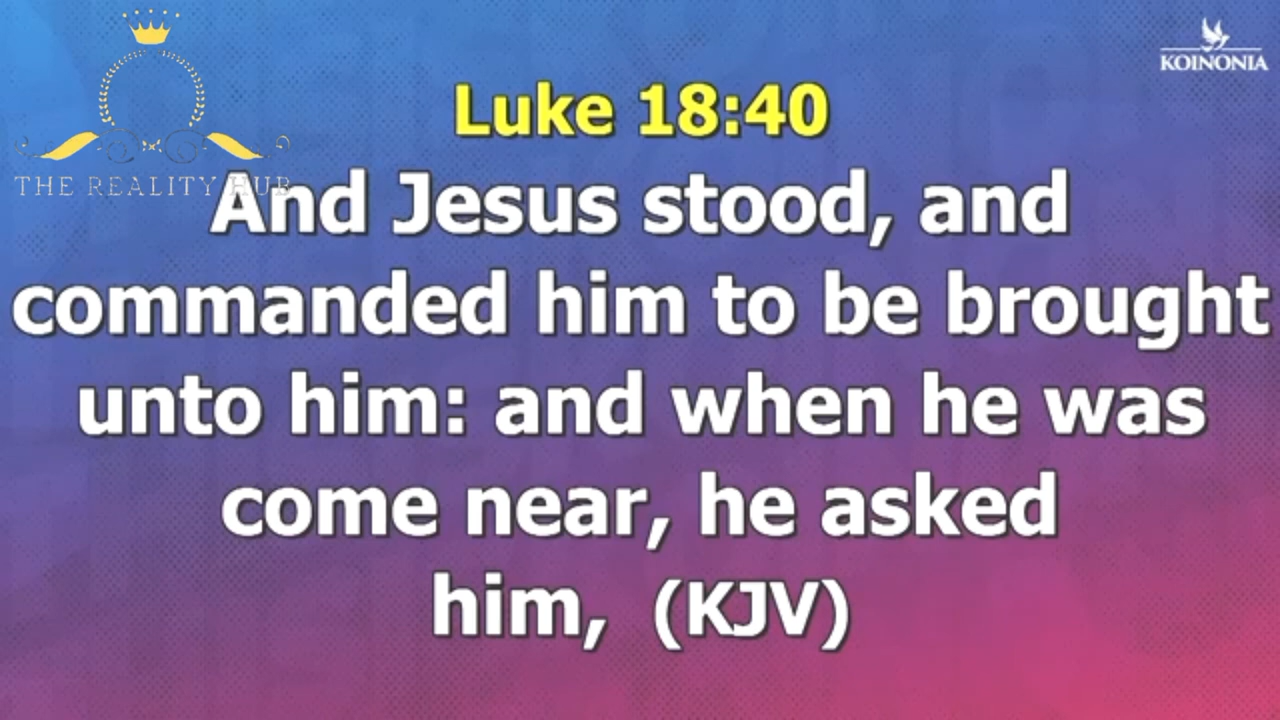 KOINONIA
Luke 18:40
THE REALITY HUB
And Jesus stood, and
commanded him to be brought
unto him: and when he was
come near, he asked
him, (KJV)